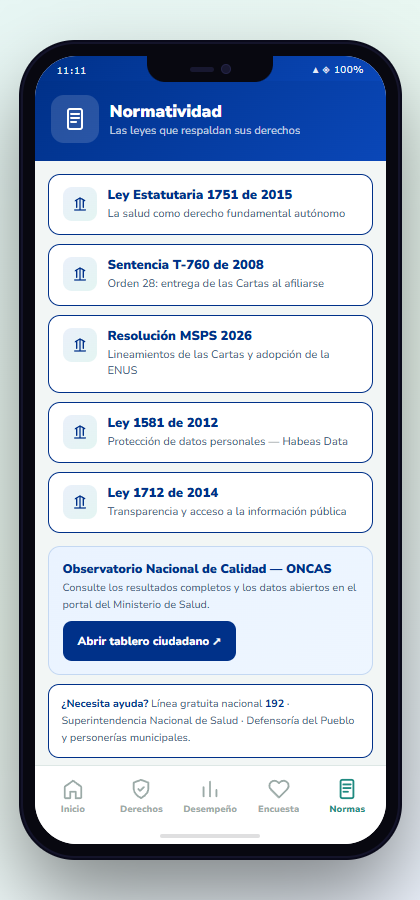 11:11
100%
Normatividad
Las leyes que respaldan sus derechos
Ley Estatutaria 1751 de 2015
La salud como derecho fundamental autónomo
Sentencia T-760 de 2008
Orden 28: entrega de las Cartas al afiliarse
Resolución MSPS 2026
Lineamientos de las Cartas y adopción de la
ENUS
Ley 1581 de 2012
Protección de datos personales — Habeas Data
Ley 1712 de 2014
Transparencia y acceso a la información pública
Observatorio Nacional de Calidad — ONCAS
Consulte los resultados completos y los datos abiertos en el
portal del Ministerio de Salud.
Abrir tablero ciudadano ↗
¿Necesita ayuda? Línea gratuita nacional 192 ·
Superintendencia Nacional de Salud · Defensoría del Pueblo
y personerías municipales.
Inicio
Derechos
Desempeño
Encuesta
Normas